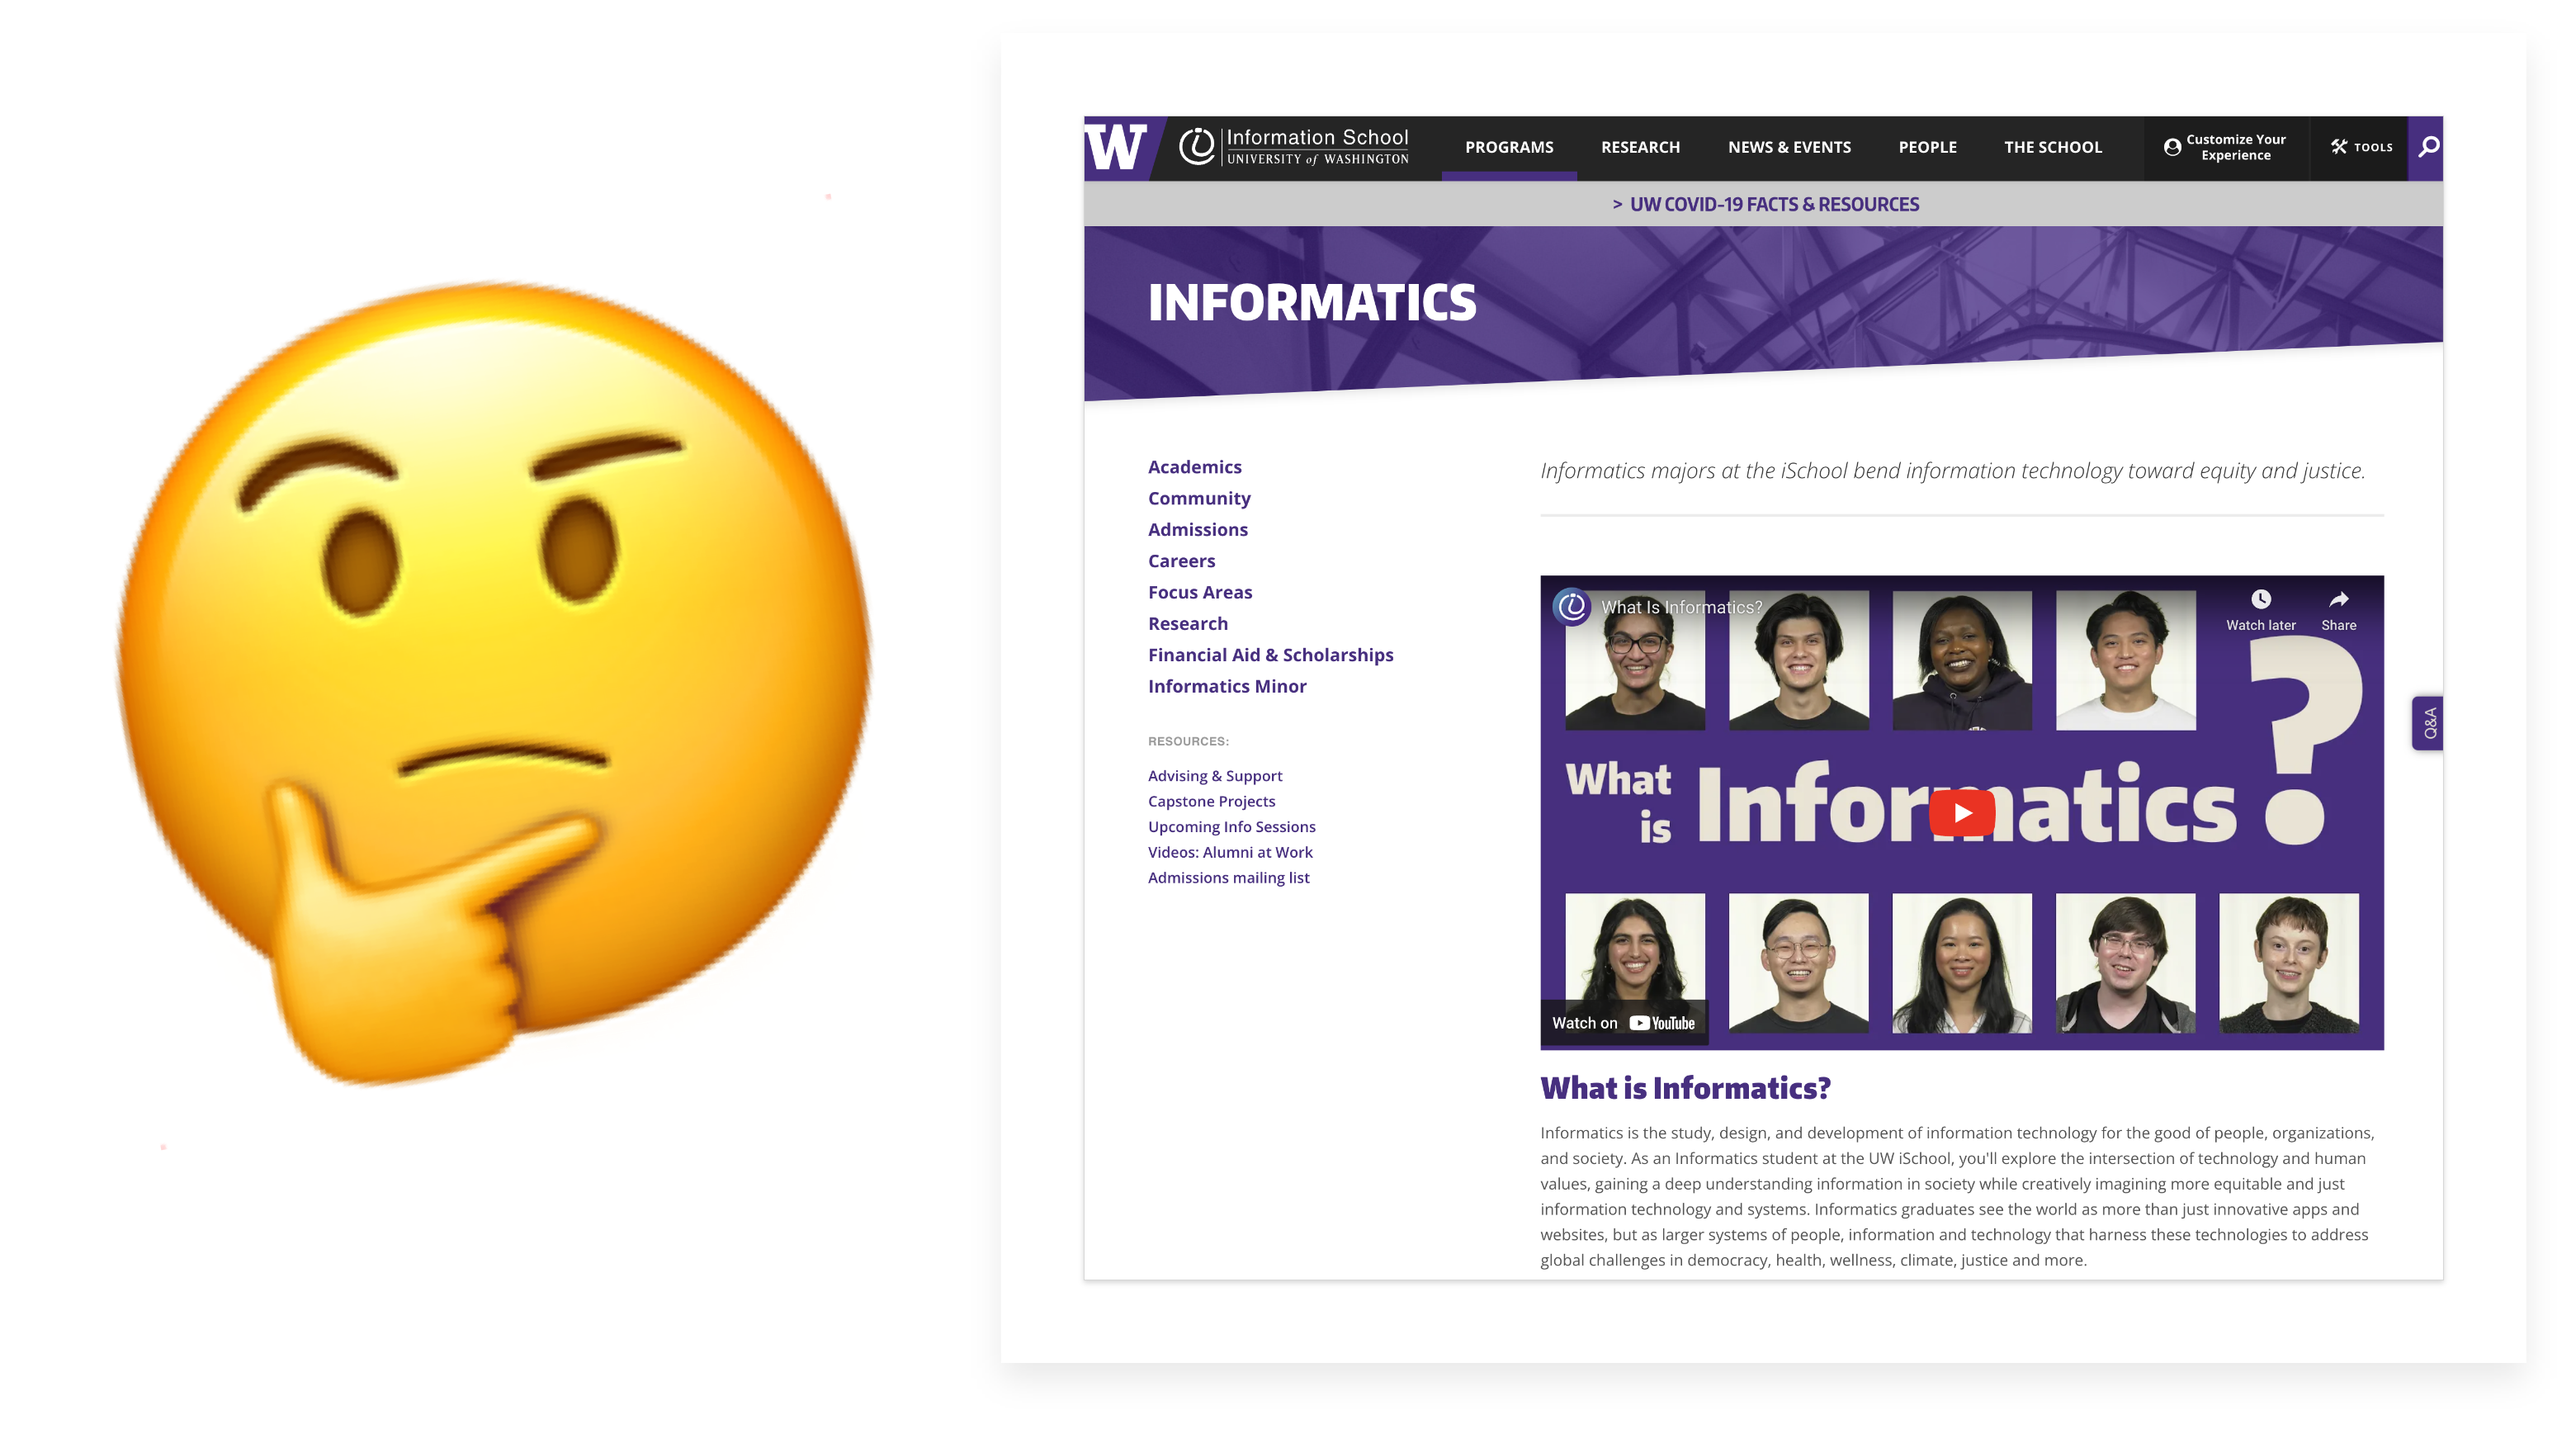 W
Information School
UNIVERSITY of WASHINGTON
PROGRAMS
RESEARCH
NEWS & EVENTS
PEOPLE
THE SCHOOL
Customize Your
Experience
TOOLS
> UW COVID-19 FACTS & RESOURCES
INFORMATICS
Academics
Community
Admissions
Careers
Focus Areas
Research
Financial Aid & Scholarships
Informatics Minor
RESOURCES:
Advising & Support
Capstone Projects
Upcoming Info Sessions
Videos: Alumni at Work
Admissions mailing list
Informatics majors at the iSchool bend information technology toward equity and justice.
What Is Informatics?
Watch later
Share
What
is
Informatics?
Watch on YouTube
Q&A
What is Informatics?
Informatics is the study, design, and development of information technology for the good of people, organizations,
and society. As an Informatics student at the UW iSchool, you'll explore the intersection of technology and human
values, gaining a deep understanding information in society while creatively imagining more equitable and just
information technology and systems. Informatics graduates see the world as more than just innovative apps and
websites, but as larger systems of people, information and technology that harness these technologies to address
global challenges in democracy, health, wellness, climate, justice and more.